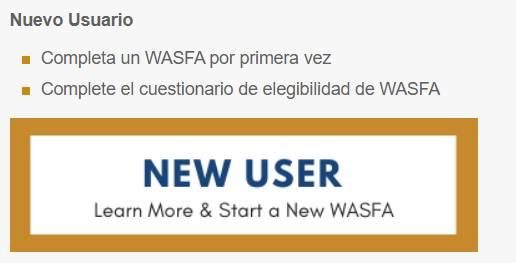 Nuevo Usuario
Completa un WASFA por primera vez
Complete el cuestionario de elegibilidad de WASFA
NEW USER
Learn More & Start a New WASFA